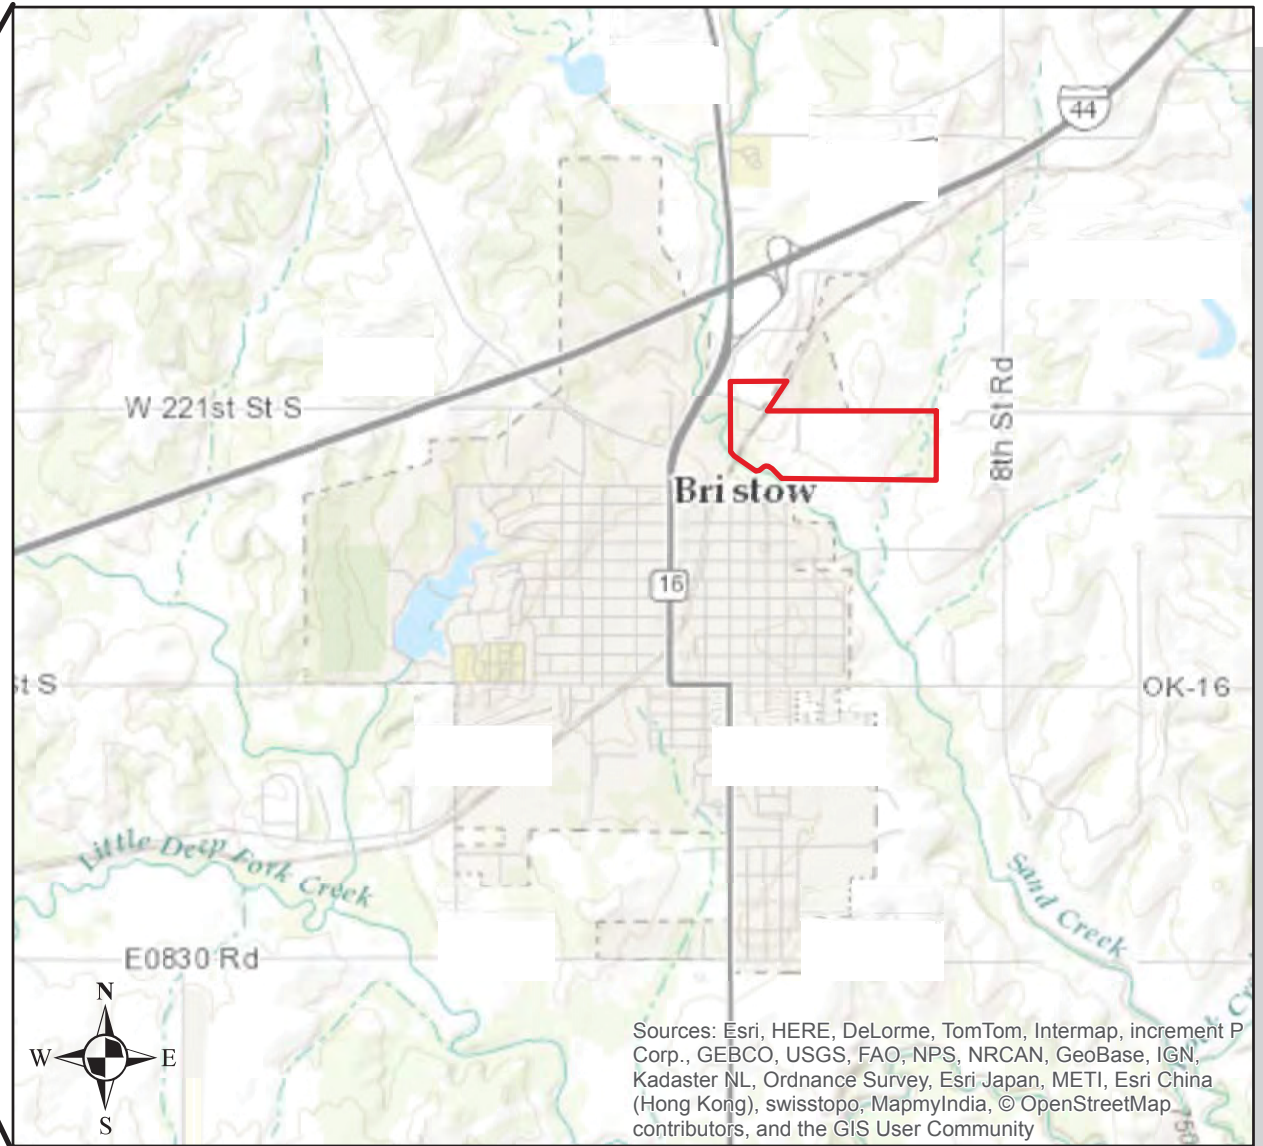 44
W 221st St S
8th St Rd
Bristow
16
St S
OK-16
Little Deep Fork Creek
Sand Creek
E0830 Rd
N
W E
S
Sources: Esri, HERE, DeLorme, TomTom, Intermap, increment P
Corp., GEBCO, USGS, FAO, NPS, NRCAN, GeoBase, IGN,
Kadaster NL, Ordnance Survey, Esri Japan, METI, Esri China
(Hong Kong), swisstopo, MapmyIndia, © OpenStreetMap
contributors, and the GIS User Community